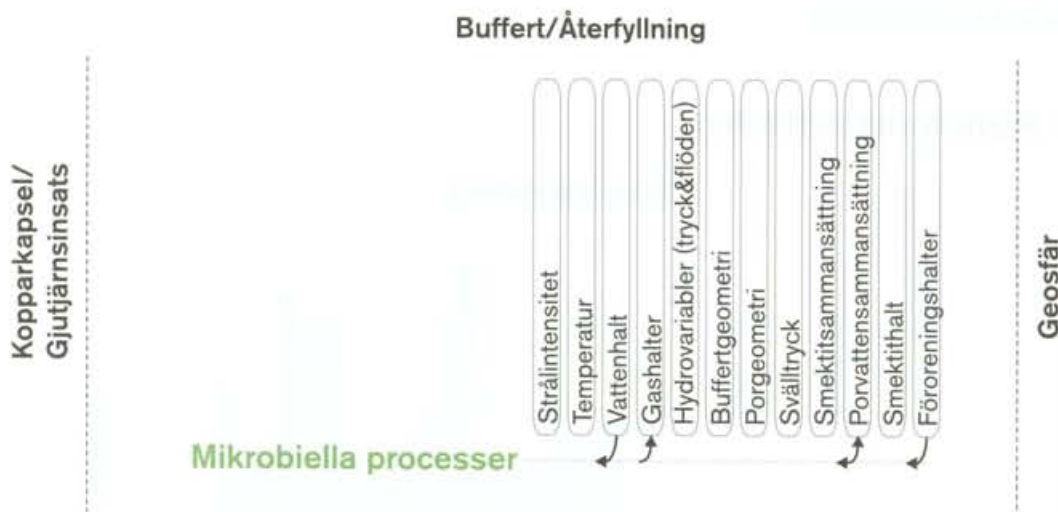 Buffert/Återfyllning
Kopparkapsel/
Gjutjärnsinsats
Strålintensitet
Temperatur
Vattenhalt
Gashalter
Hydrovariabler (tryck&flöden)
Buffertgeometri
Porgeometri
Svälltryck
Smektitsammansättning
Porvattensammansättning
Smektithalt
Föroreningshalter
Geosfär
Mikrobiella processer